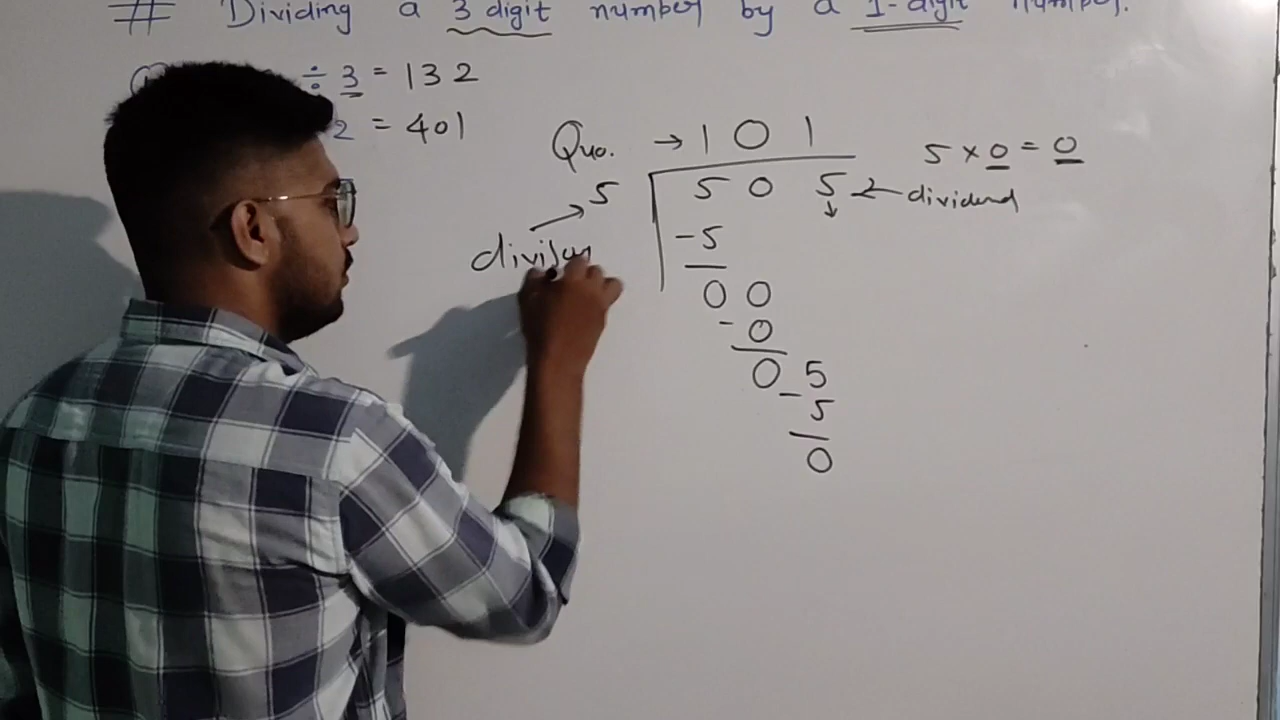 # Dividing a 3 digit number by a 1-digit number.
÷ 3 = 132
2 = 401
Quo. → 1 0 1
5 × 0 = 0
5 5 0 5 ← dividend
divisor
- 5
0 0
- 0
0 5
- 5
0